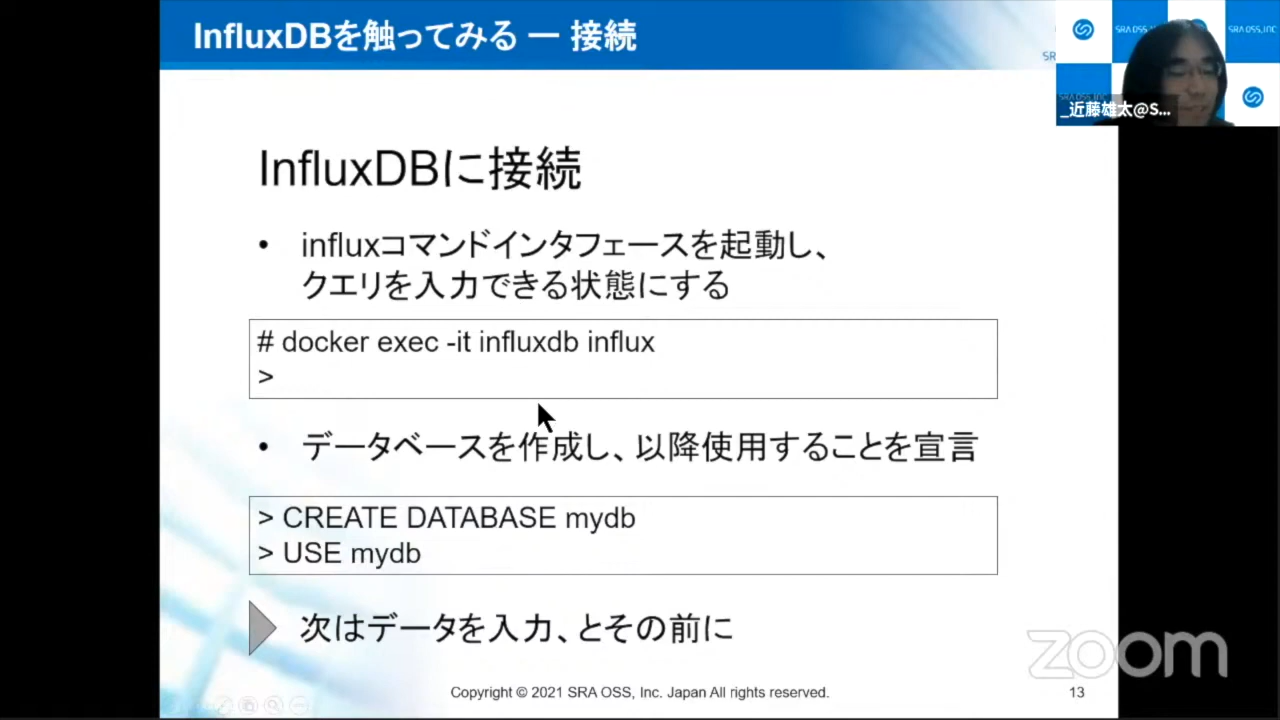 InfluxDBを触ってみる ー 接続
SRA OSS, INC
_近藤雄太@S...
InfluxDBに接続
• influxコマンドインタフェースを起動し、
クエリを入力できる状態にする
# docker exec -it influxdb influx
>
• データベースを作成し、以降使用することを宣言
> CREATE DATABASE mydb
> USE mydb
次はデータを入力、とその前に
zoom
Copyright © 2021 SRA OSS, Inc. Japan All rights reserved.
13